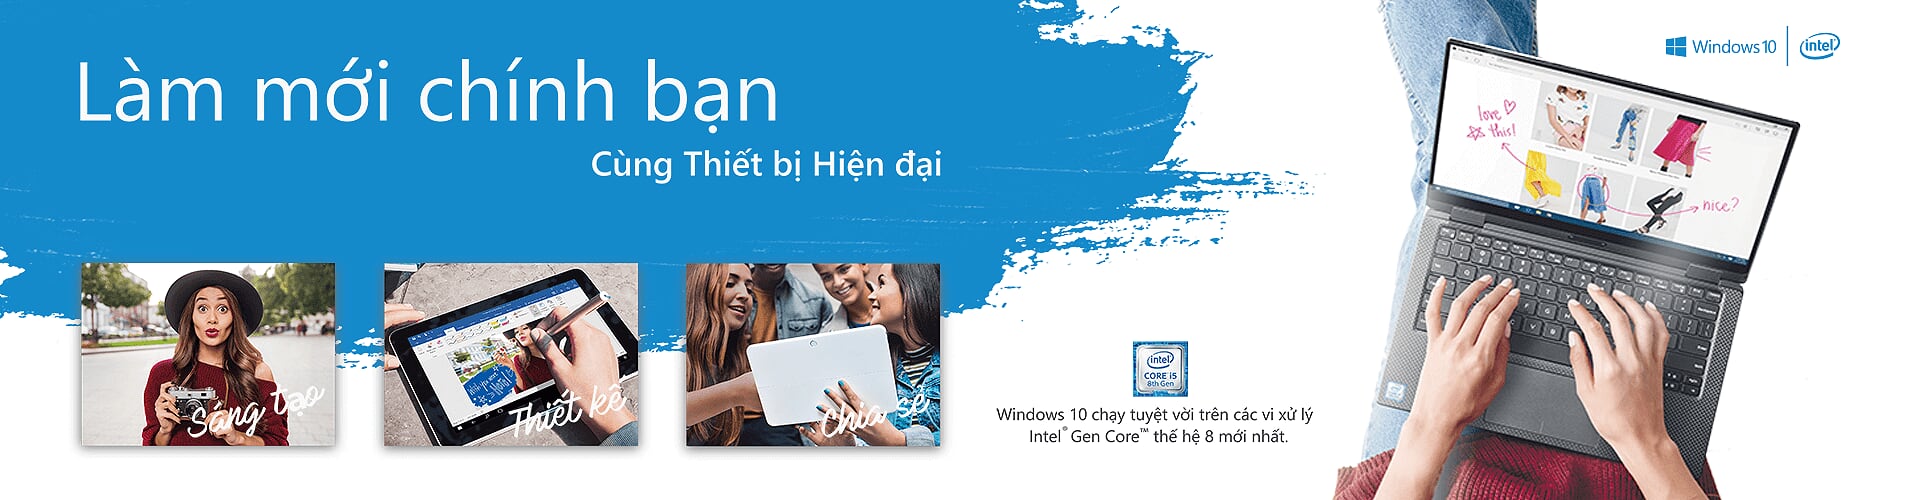 Làm mới chính bạn
Cùng Thiết bị Hiện đại
Windows 10 | intel
love
this!
nice?
Sáng tạo
Thiết kế
Chia sẻ
intel
CORE i5
8th Gen
Windows 10 chạy tuyệt vời trên các vi xử lý
Intel® Gen Core™ thế hệ 8 mới nhất.